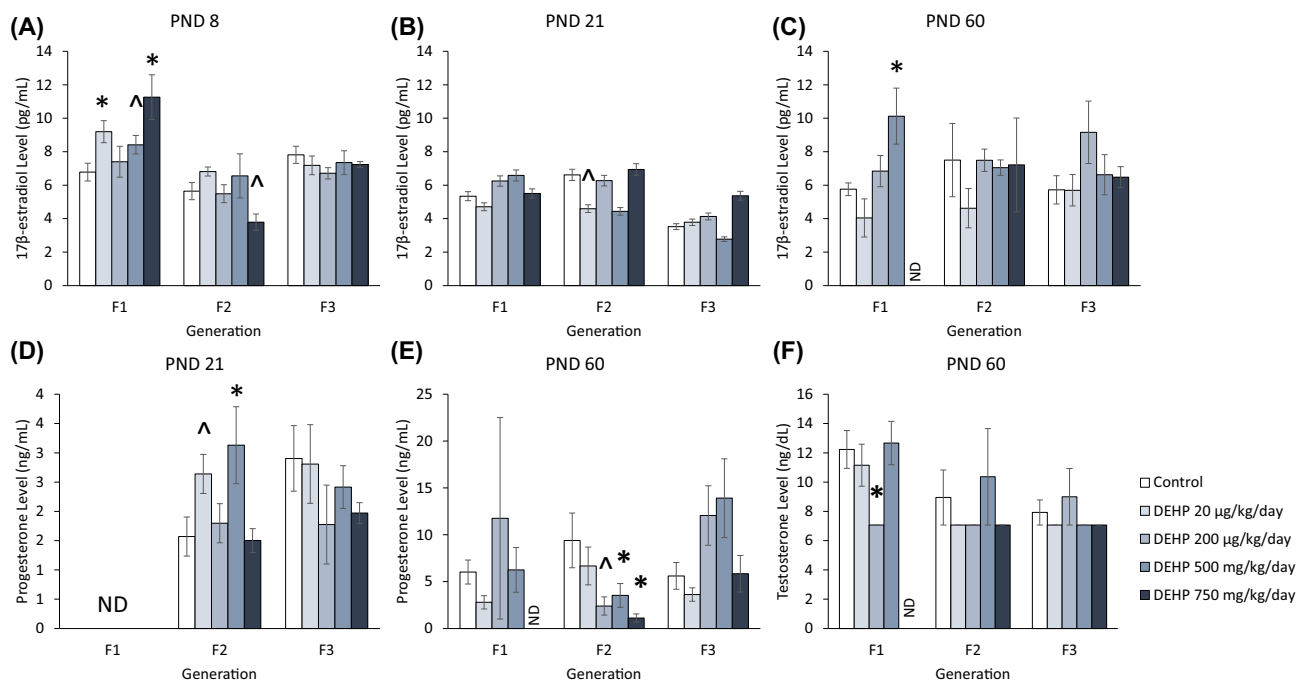 (A) PND 8
17β-estradiol Level (pg/mL)
14
12
10
8
6
4
2
0
* ^ *
^
F1 F2 F3
Generation
(B) PND 21
17β-estradiol Level (pg/mL)
14
12
10
8
6
4
2
0
^
F1 F2 F3
Generation
(C) PND 60
17β-estradiol Level (pg/mL)
14
12
10
8
6
4
2
0
*
ND
F1 F2 F3
Generation
(D) PND 21
Progesterone Level (ng/mL)
4
4
3
3
2
2
1
1
0
ND
^ *
F1 F2 F3
Generation
(E) PND 60
Progesterone Level (ng/mL)
25
20
15
10
5
0
ND
^ * *
F1 F2 F3
Generation
(F) PND 60
Testosterone Level (ng/dL)
16
14
12
10
8
6
4
2
0
*
ND
F1 F2 F3
Generation
Control
DEHP 20 µg/kg/day
DEHP 200 µg/kg/day
DEHP 500 mg/kg/day
DEHP 750 mg/kg/day